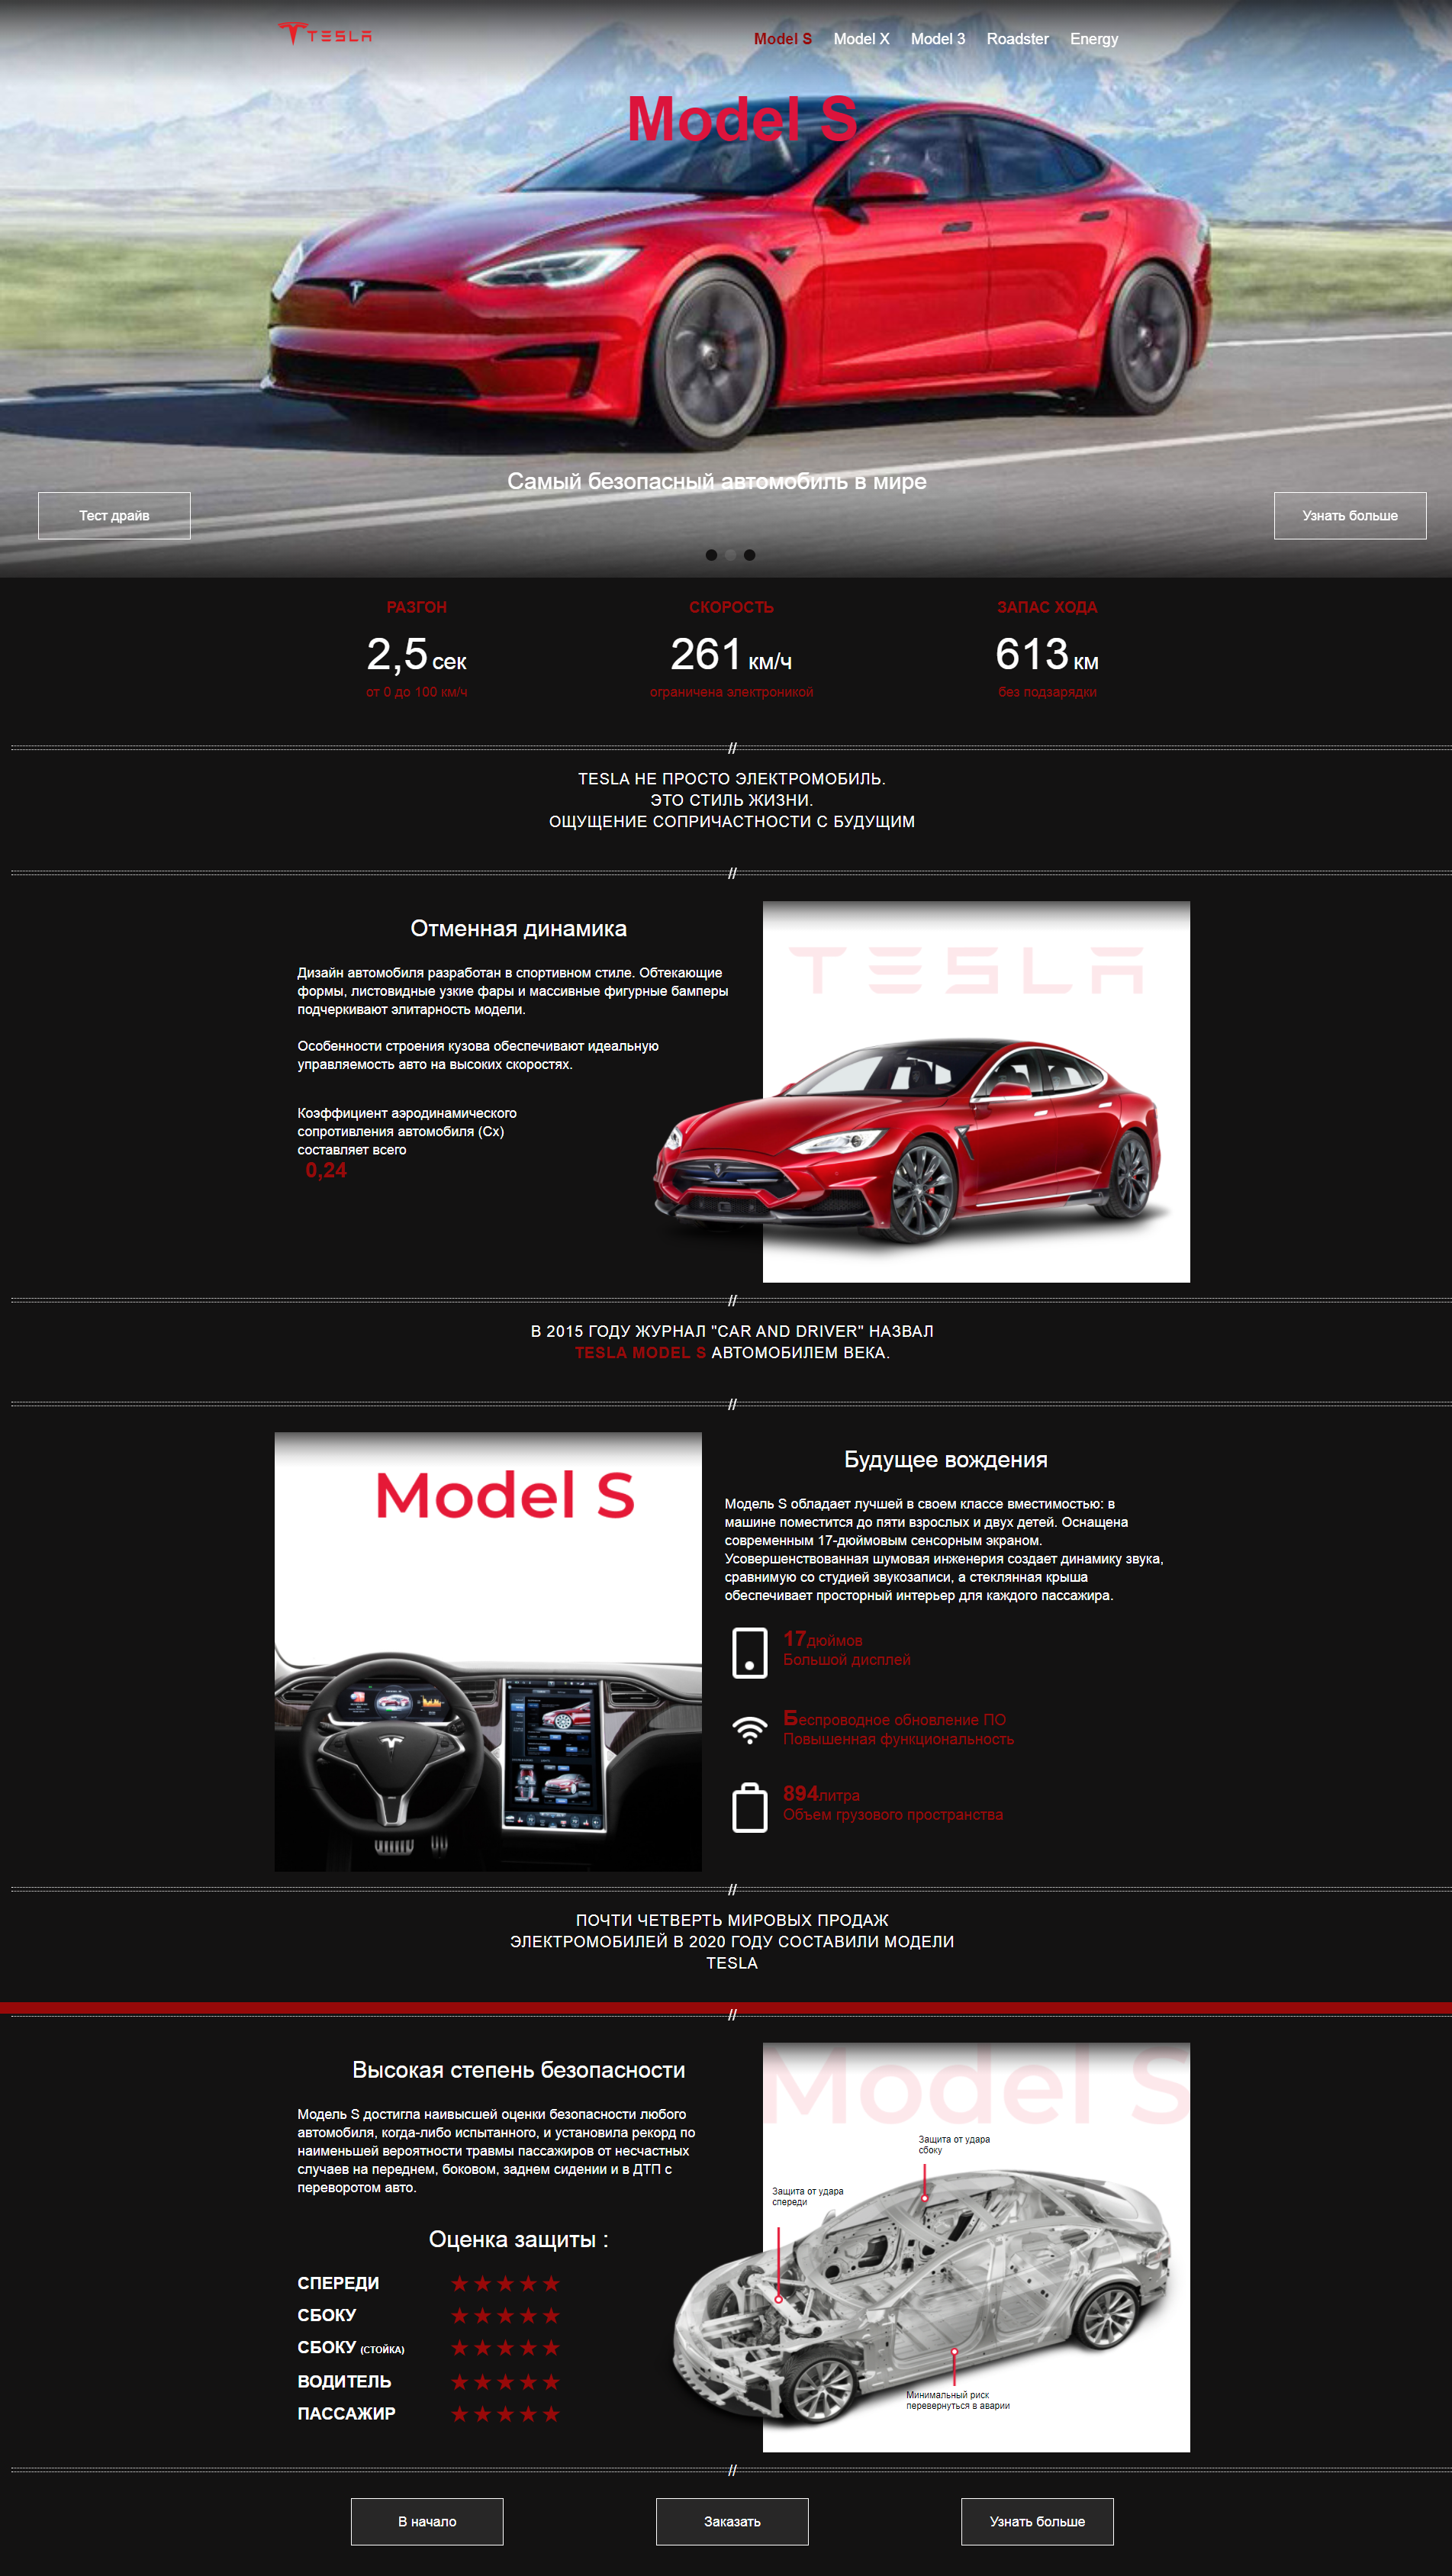 TESLA
Model S Model X Model 3 Roadster Energy
Model S
Самый безопасный автомобиль в мире
Тест драйв
Узнать больше
РАЗГОН
2,5 сек
от 0 до 100 км/ч
СКОРОСТЬ
261 км/ч
ограничена электроникой
ЗАПАС ХОДА
613 км
без подзарядки
//
TESLA НЕ ПРОСТО ЭЛЕКТРОМОБИЛЬ.
ЭТО СТИЛЬ ЖИЗНИ.
ОЩУЩЕНИЕ СОПРИЧАСТНОСТИ С БУДУЩИМ
//
Отменная динамика
Дизайн автомобиля разработан в спортивном стиле. Обтекающие
формы, листовидные узкие фары и массивные фигурные бамперы
подчеркивают элитарность модели.
Особенности строения кузова обеспечивают идеальную
управляемость авто на высоких скоростях.
Коэффициент аэродинамического
сопротивления автомобиля (Сх)
составляет всего
0,24
TESLA
//
В 2015 ГОДУ ЖУРНАЛ "CAR AND DRIVER" НАЗВАЛ
TESLA MODEL S АВТОМОБИЛЕМ ВЕКА.
//
Model S
Будущее вождения
Модель S обладает лучшей в своем классе вместимостью: в
машине поместится до пяти взрослых и двух детей. Оснащена
современным 17-дюймовым сенсорным экраном.
Усовершенствованная шумовая инженерия создает динамику звука,
сравнимую со студией звукозаписи, а стеклянная крыша
обеспечивает просторный интерьер для каждого пассажира.
17дюймов
Большой дисплей
Беспроводное обновление ПО
Повышенная функциональность
894литра
Объем грузового пространства
//
ПОЧТИ ЧЕТВЕРТЬ МИРОВЫХ ПРОДАЖ
ЭЛЕКТРОМОБИЛЕЙ В 2020 ГОДУ СОСТАВИЛИ МОДЕЛИ
TESLA
//
Высокая степень безопасности
Модель S достигла наивысшей оценки безопасности любого
автомобиля, когда-либо испытанного, и установила рекорд по
наименьшей вероятности травмы пассажиров от несчастных
случаев на переднем, боковом, заднем сидении и в ДТП с
переворотом авто.
Оценка защиты :
СПЕРЕДИ ★★★★★
СБОКУ ★★★★★
СБОКУ (СТОЙКА) ★★★★★
ВОДИТЕЛЬ ★★★★★
ПАССАЖИР ★★★★★
Model S
Защита от удара
сбоку
Защита от удара
спереди
Минимальный риск
перевернуться в аварии
//
В начало
Заказать
Узнать больше